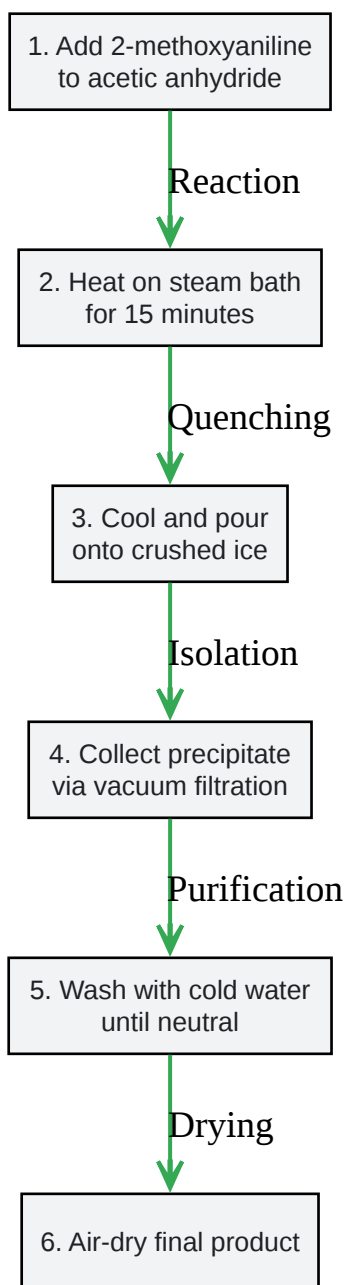 1. Add 2-methoxyaniline
to acetic anhydride
Reaction
2. Heat on steam bath
for 15 minutes
Quenching
3. Cool and pour
onto crushed ice
Isolation
4. Collect precipitate
via vacuum filtration
Purification
5. Wash with cold water
until neutral
Drying
6. Air-dry final product